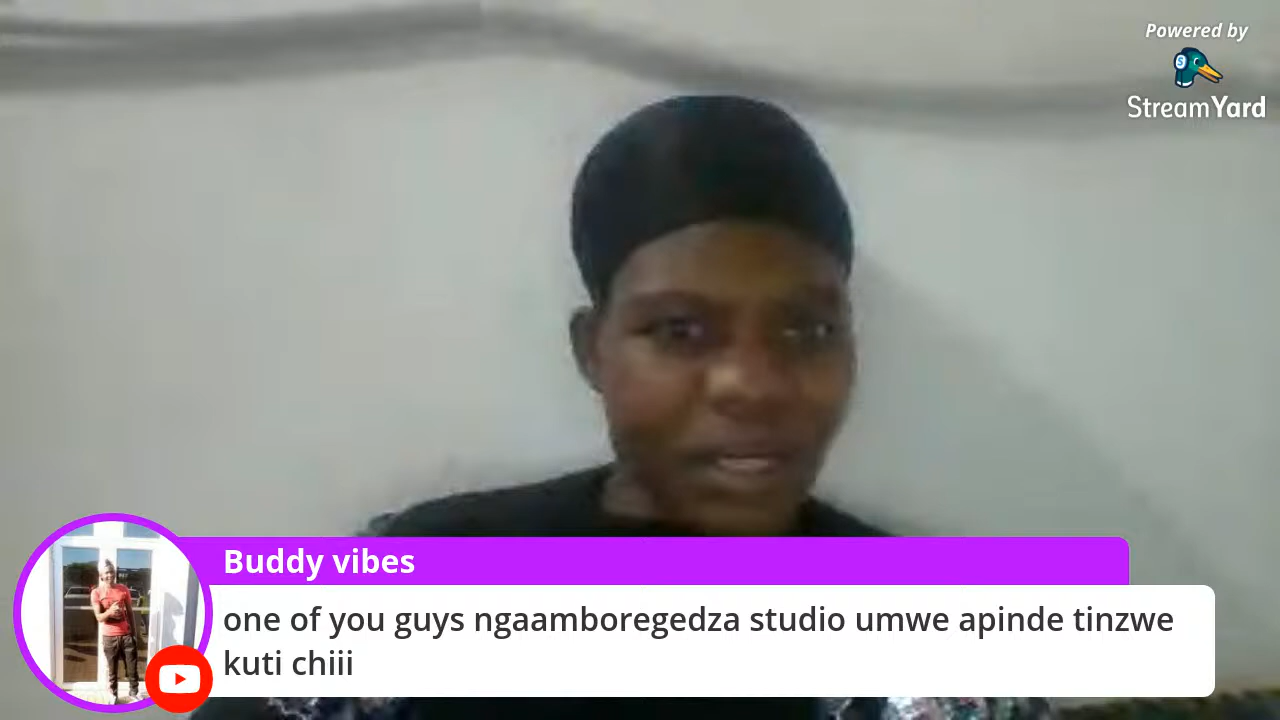 Powered by
StreamYard
Buddy vibes
one of you guys ngaamboregedza studio umwe apinde tinzwe
kuti chiii